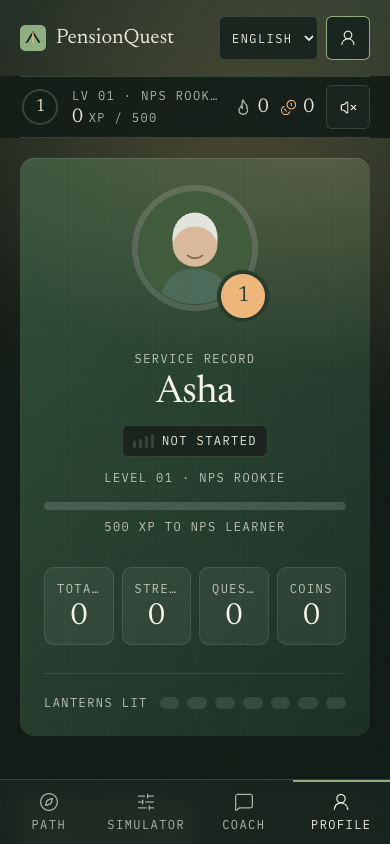 PensionQuest
ENGLISH
1
LV 01 · NPS ROOK…
0 XP / 500
0
0
1
SERVICE RECORD
Asha
NOT STARTED
LEVEL 01 · NPS ROOKIE
500 XP TO NPS LEARNER
TOTA… STRE… QUES… COINS
0 0 0 0
LANTERNS LIT
PATH SIMULATOR COACH PROFILE